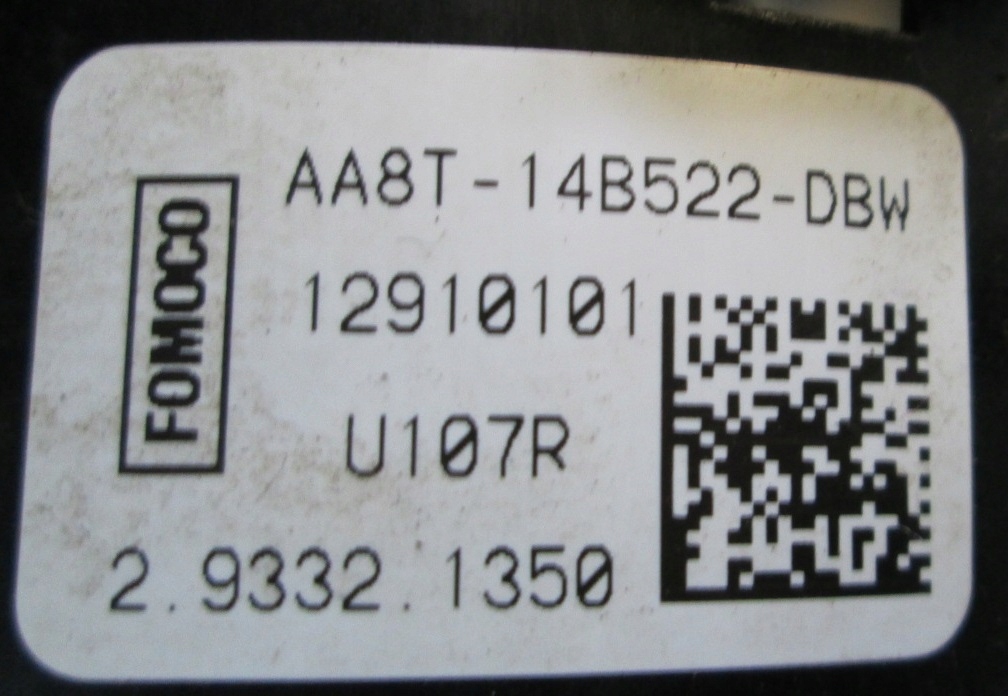 FOMOCO
AA8T-14B522-DBW
12910101
U107R
2.9332.1350